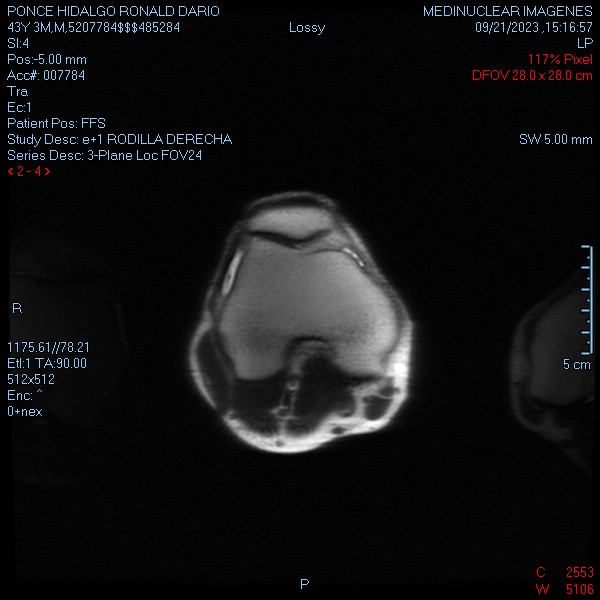 PONCE HIDALGO RONALD DARIO
43Y 3M,M,5207784$$$485284
SI:4
Pos:-5.00 mm
Acc#: 007784
Tra
Ec:1
Patient Pos: FFS
Study Desc: e+1 RODILLA DERECHA
Series Desc: 3-Plane Loc FOV24
< 2 - 4 >
Lossy
MEDINUCLEAR IMAGENES
09/21/2023 ,15:16:57
LP
117% Pixel
DFOV 28.0 x 28.0 cm
SW 5.00 mm
R
1175.61//78.21
Etl:1 TA:90.00
512x512
Enc: ^
0+nex
5 cm
P
C 2553
W 5106